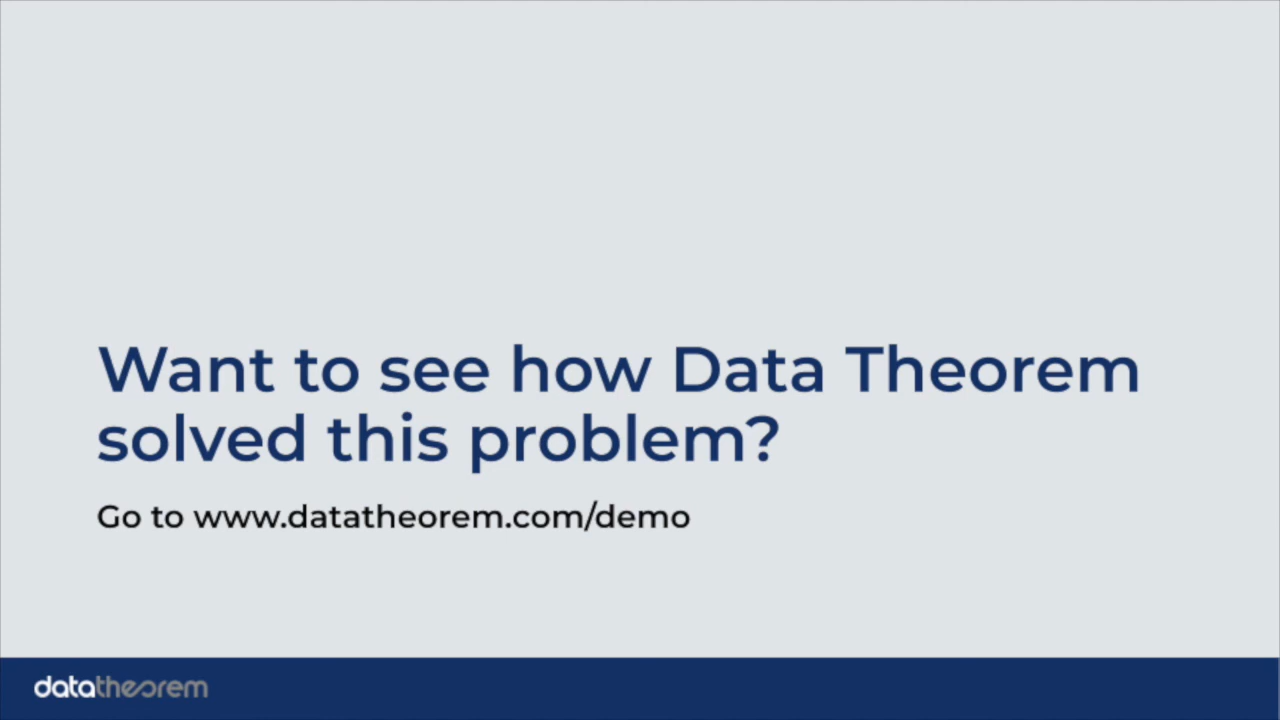 Want to see how Data Theorem
solved this problem?
Go to www.datatheorem.com/demo
datatheorem